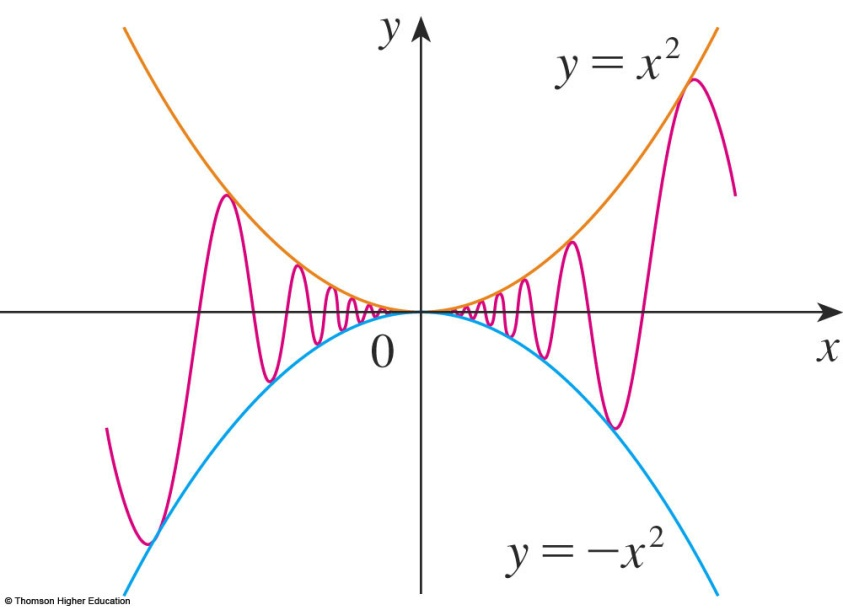 y
y = x²
0
x
y = −x²
© Thomson Higher Education